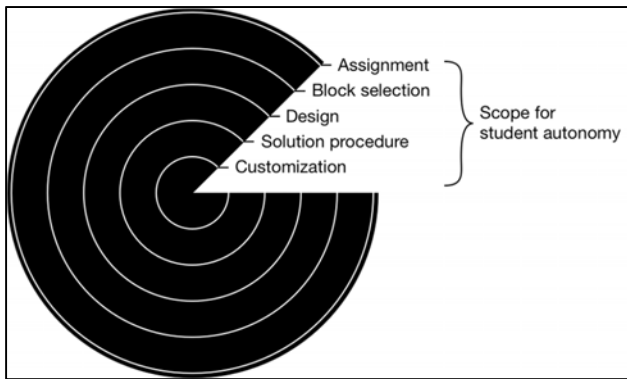 Assignment
Block selection
Design
Solution procedure
Customization
Scope for
student autonomy